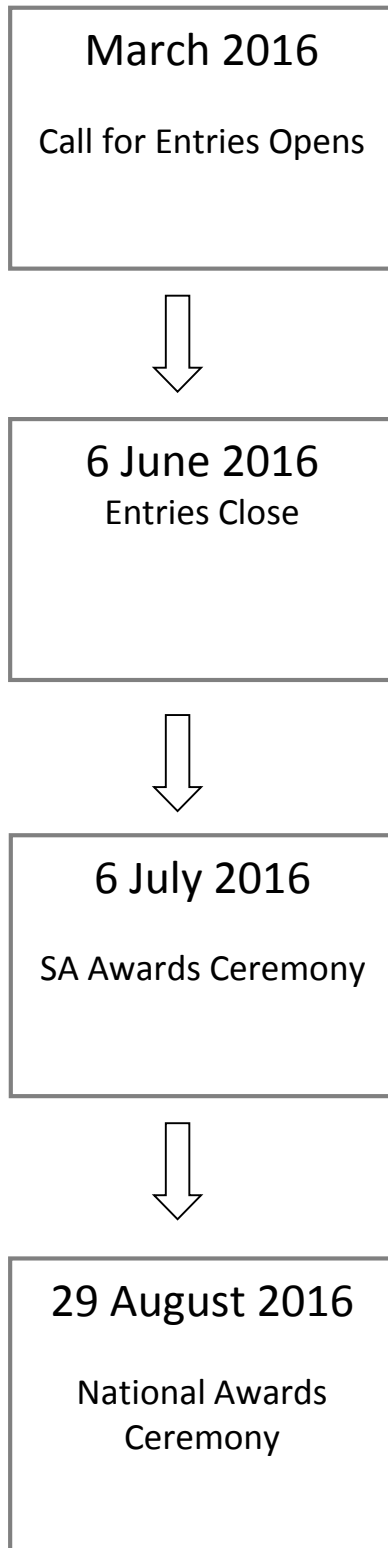 March 2016
Call for Entries Opens
6 June 2016
Entries Close
6 July 2016
SA Awards Ceremony
29 August 2016
National Awards
Ceremony